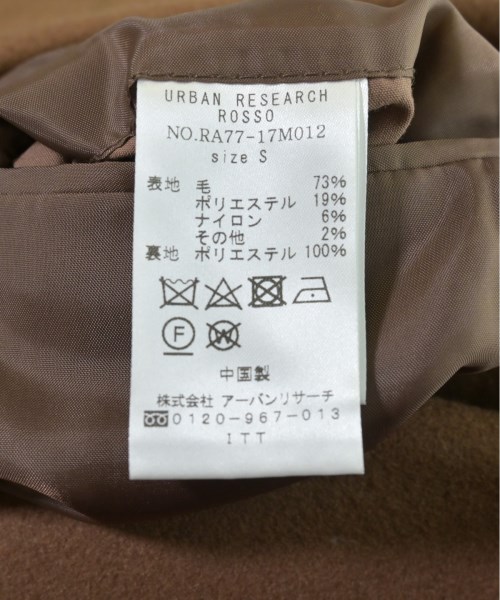 URBAN RESEARCH
ROSSO
NO.RA77-17M012
size S
表地 毛 73%
ポリエステル 19%
ナイロン 6%
その他 2%
裏地 ポリエステル 100%
F W
中国製
株式会社 アーバンリサーチ
0120-967-013
ITT